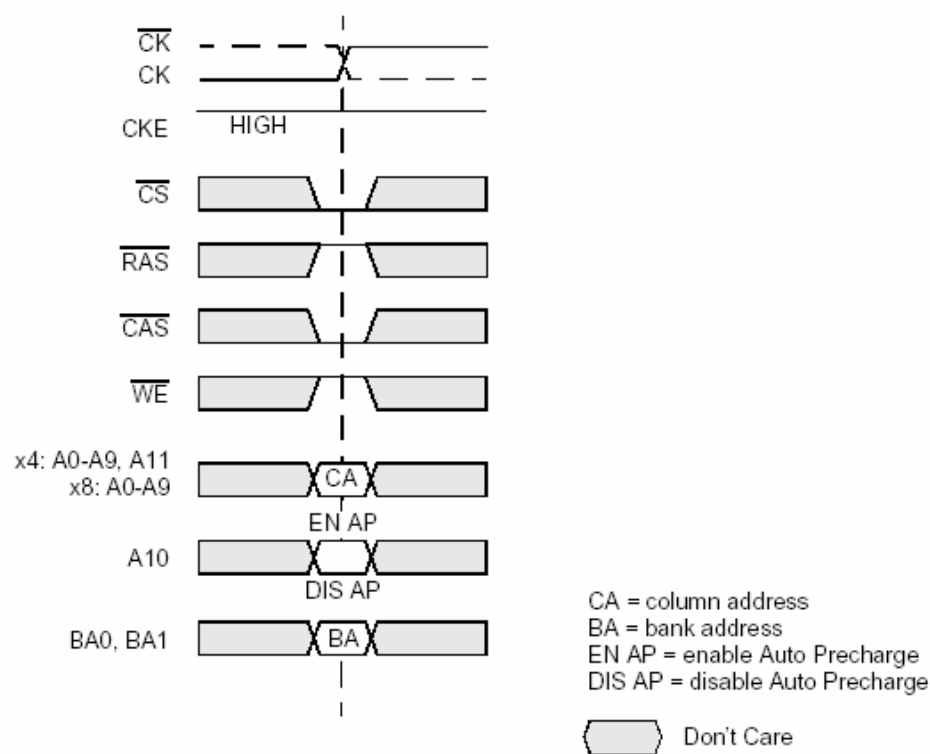 CK
CK
CKE HIGH
CS
RAS
CAS
WE
x4: A0-A9, A11
x8: A0-A9
CA
EN AP
A10
DIS AP
BA0, BA1
BA
CA = column address
BA = bank address
EN AP = enable Auto Precharge
DIS AP = disable Auto Precharge
Don't Care